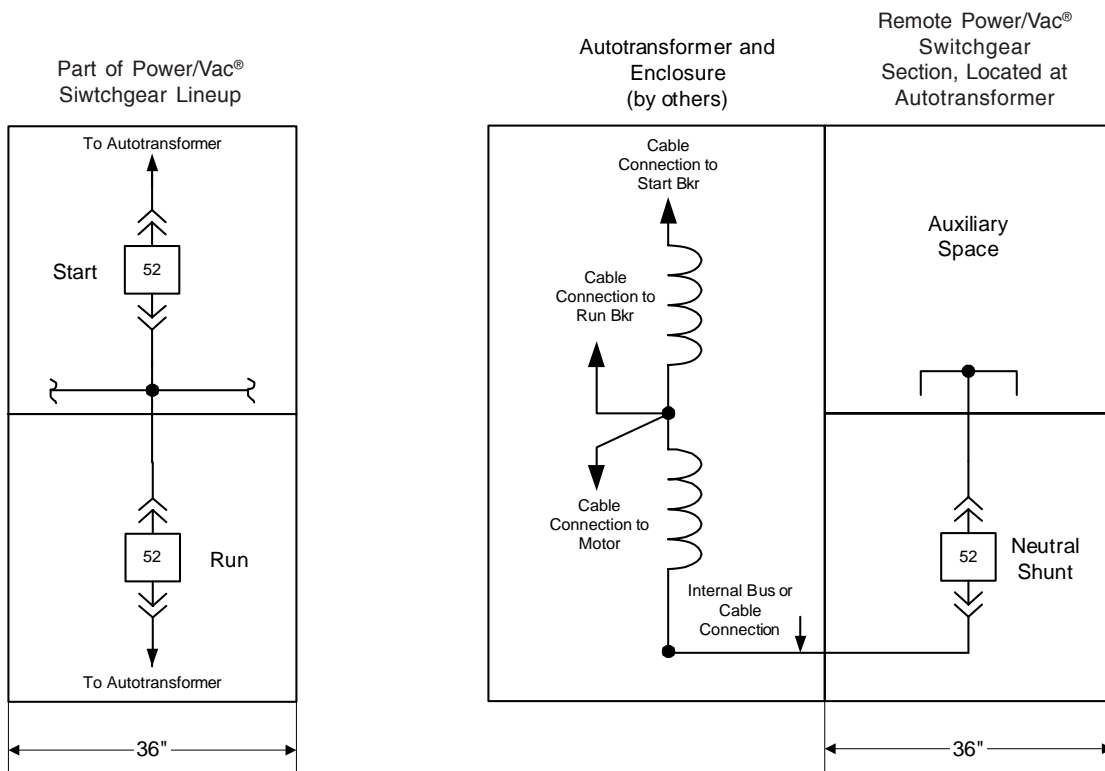 Part of Power/Vac®
Siwtchgear Lineup
To Autotransformer
Start
52
52
Run
To Autotransformer
36"
Autotransformer and
Enclosure
(by others)
Cable
Connection to
Start Bkr
Cable
Connection to
Run Bkr
Cable
Connection to
Motor
Internal Bus or
Cable
Connection
Remote Power/Vac®
Switchgear
Section, Located at
Autotransformer
Auxiliary
Space
52
Neutral
Shunt
36"